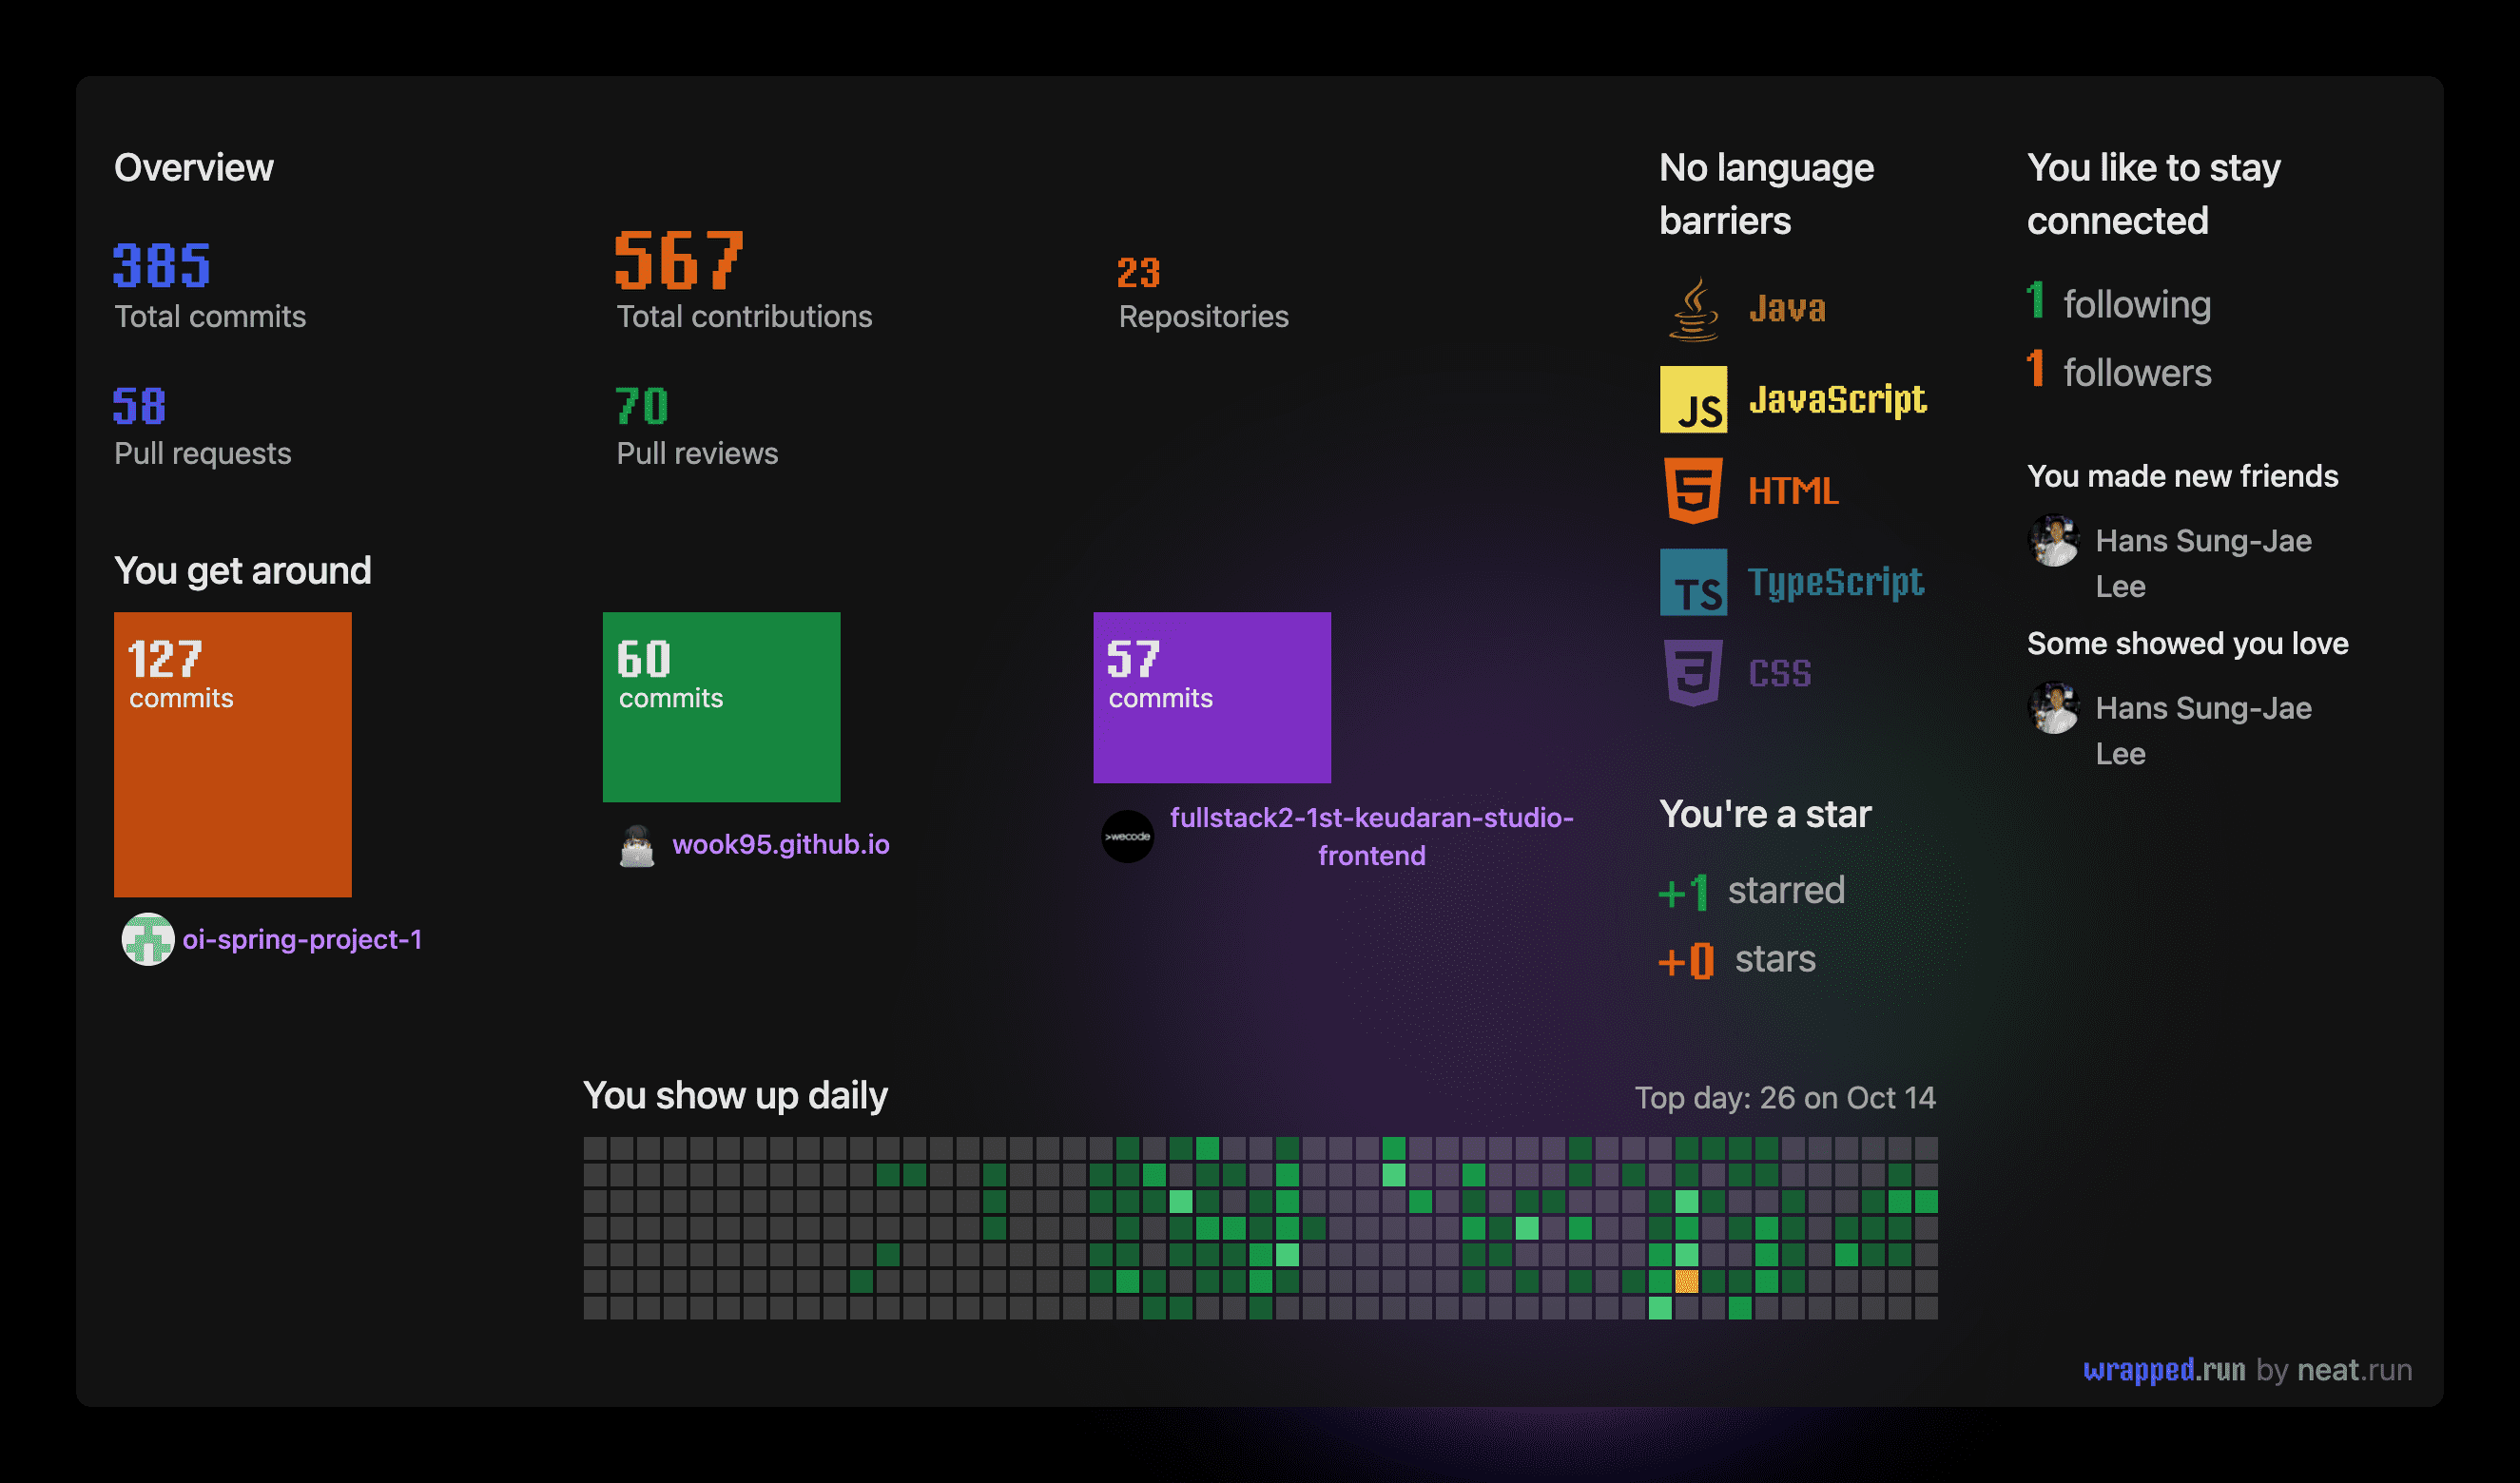 Overview
385
Total commits
567
Total contributions
23
Repositories
58
Pull requests
70
Pull reviews
You get around
127
commits
oi-spring-project-1
60
commits
wook95.github.io
57
commits
>wecode
fullstack2-1st-keudaran-studio-
frontend
No language
barriers
Java
JS JavaScript
HTML
TS TypeScript
CSS
You're a star
+1 starred
+0 stars
You like to stay
connected
1 following
1 followers
You made new friends
Hans Sung-Jae
Lee
Some showed you love
Hans Sung-Jae
Lee
You show up daily
Top day: 26 on Oct 14
wrapped.run by neat.run